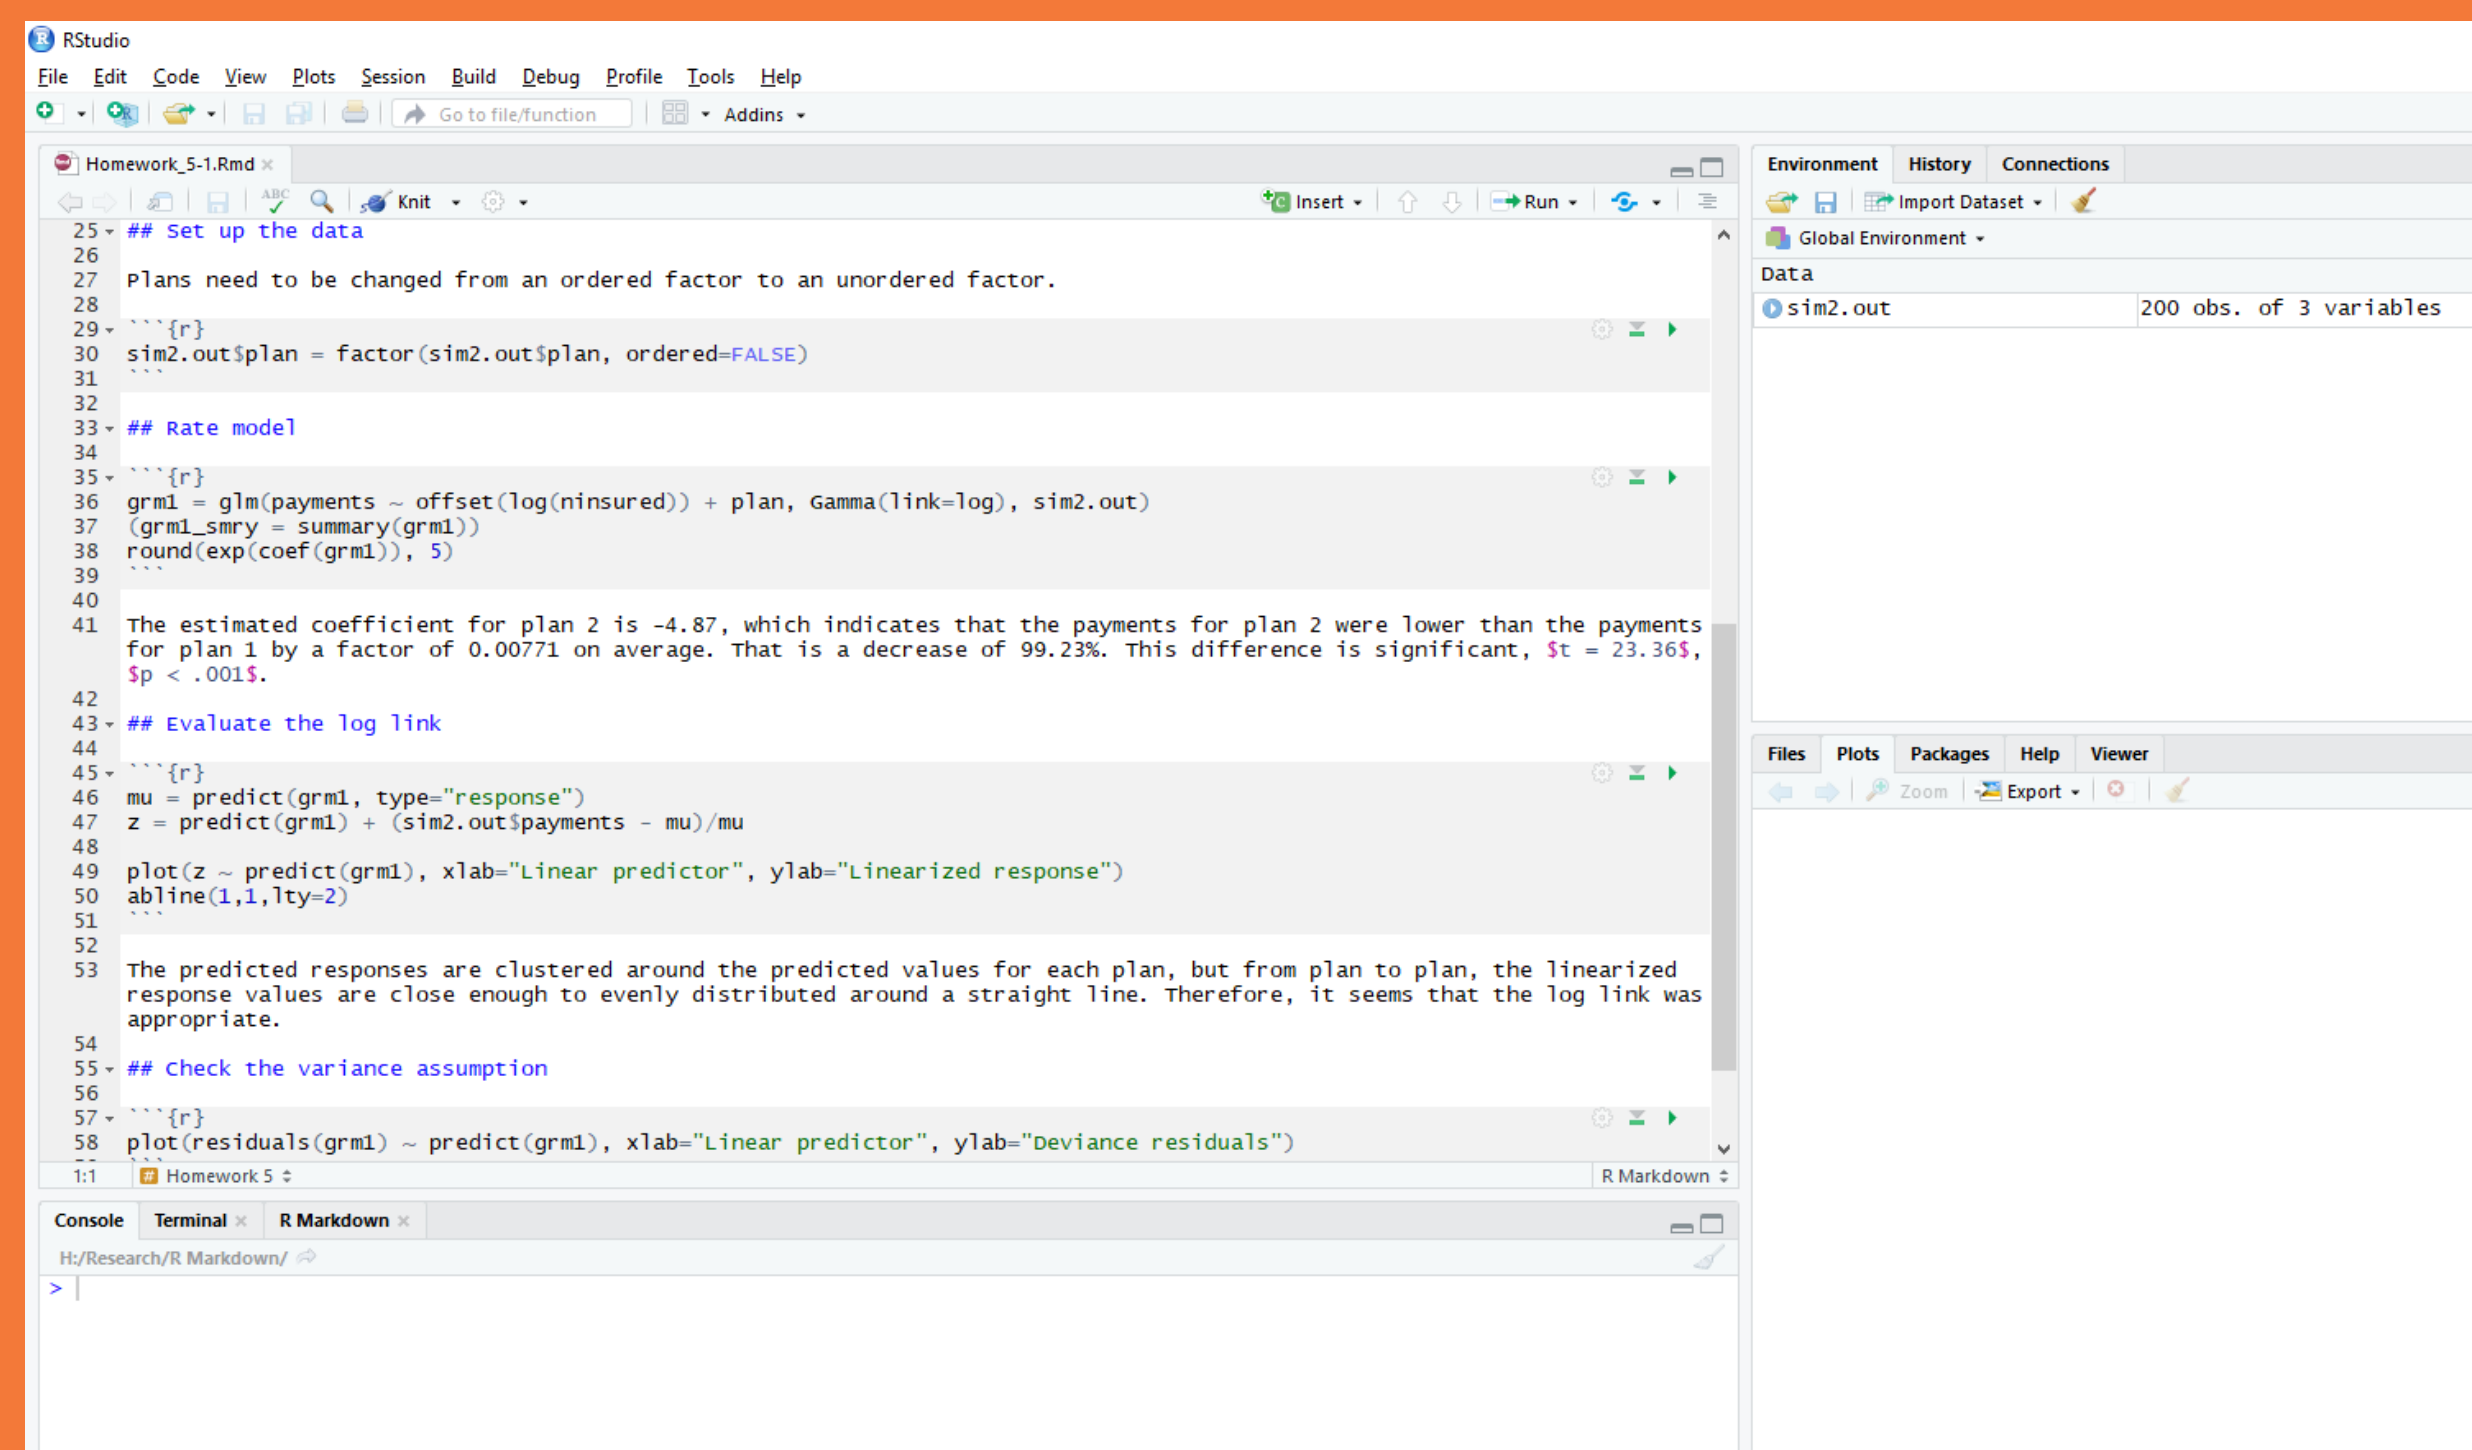 RStudio
File Edit Code View Plots Session Build Debug Profile Tools Help
Go to file/function Addins
Homework_5-1.Rmd
ABC Knit Insert Run
25 ## Set up the data
26
27 Plans need to be changed from an ordered factor to an unordered factor.
28
29 ```{r}
30 sim2.out$plan = factor(sim2.out$plan, ordered=FALSE)
31 ```
32
33 ## Rate model
34
35 ```{r}
36 grm1 = glm(payments ~ offset(log(ninsured)) + plan, Gamma(link=log), sim2.out)
37 (grm1_smry = summary(grm1))
38 round(exp(coef(grm1)), 5)
39 ```
40
41 The estimated coefficient for plan 2 is -4.87, which indicates that the payments for plan 2 were lower than the payments
for plan 1 by a factor of 0.00771 on average. That is a decrease of 99.23%. This difference is significant, $t = 23.36$,
$p < .001$.
42
43 ## Evaluate the log link
44
45 ```{r}
46 mu = predict(grm1, type="response")
47 z = predict(grm1) + (sim2.out$payments - mu)/mu
48
49 plot(z ~ predict(grm1), xlab="Linear predictor", ylab="Linearized response")
50 abline(1,1,lty=2)
51 ```
52
53 The predicted responses are clustered around the predicted values for each plan, but from plan to plan, the linearized
response values are close enough to evenly distributed around a straight line. Therefore, it seems that the log link was
appropriate.
54
55 ## Check the variance assumption
56
57 ```{r}
58 plot(residuals(grm1) ~ predict(grm1), xlab="Linear predictor", ylab="Deviance residuals")
1:1 # Homework 5 R Markdown
Console Terminal R Markdown
H:/Research/R Markdown/
>
Environment History Connections
Import Dataset
Global Environment
Data
sim2.out 200 obs. of 3 variables
Files Plots Packages Help Viewer
Zoom Export